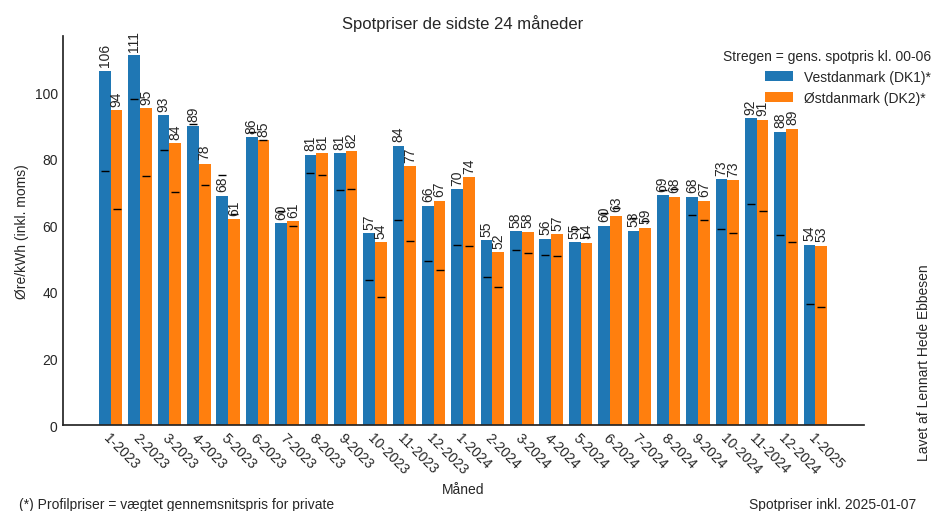 Spotpriser de sidste 24 måneder
Stregen = gens. spotpris kl. 00-06
Vestdanmark (DK1)*
Østdanmark (DK2)*
Øre/kWh (inkl. moms)
100
80
60
40
20
0
106 94 111 95 93 84 89 78 68 61 86 85 60 61 81 81 81 82 57 54 84 77 66 67 70 74 55 52 58 58 56 57 55 54 60 63 58 59 69 68 68 67 73 73 92 91 88 89 54 53
1-2023 2-2023 3-2023 4-2023 5-2023 6-2023 7-2023 8-2023 9-2023 10-2023 11-2023 12-2023 1-2024 2-2024 3-2024 4-2024 5-2024 6-2024 7-2024 8-2024 9-2024 10-2024 11-2024 12-2024 1-2025
Måned
Lavet af Lennart Hede Ebbesen
(*) Profilpriser = vægtet gennemsnitspris for private
Spotpriser inkl. 2025-01-07